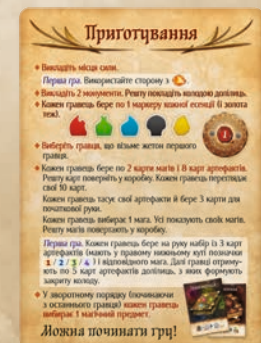 Приготування
Викладіть місця сили.
Перша гра. Використайте сторону з
Викладіть 2 монументи. Решту покладіть колодою долілиць.
Кожен гравець бере по 1 маркеру кожної есенції (і золота
теж).
1
Виберіть гравця, що візьме жетон першого
гравця.
Кожен гравець бере по 2 карти магів і 8 карт артефактів.
Решту карт поверніть у коробку. Кожен гравець переглядає
свої 10 карт.
Кожен гравець тасує свої артефакти й бере 3 карти для
початкової руки.
Кожен гравець вибирає 1 мага. Усі показують своїх магів.
Решту магів повертають у коробку.
Перша гра. Кожен гравець бере на руку набір із 3 карт
артефактів (мають у правому нижньому куті позначки
1 / 2 / 3 / 4 ) і відповідного мага. Далі гравці отриму-
ють по 5 карт артефактів долілиць, з яких формують
закриту колоду.
У зворотному порядку (починаючи
з останнього гравця) кожен гравець
вибирає 1 магічний предмет.
Можна починати гру!